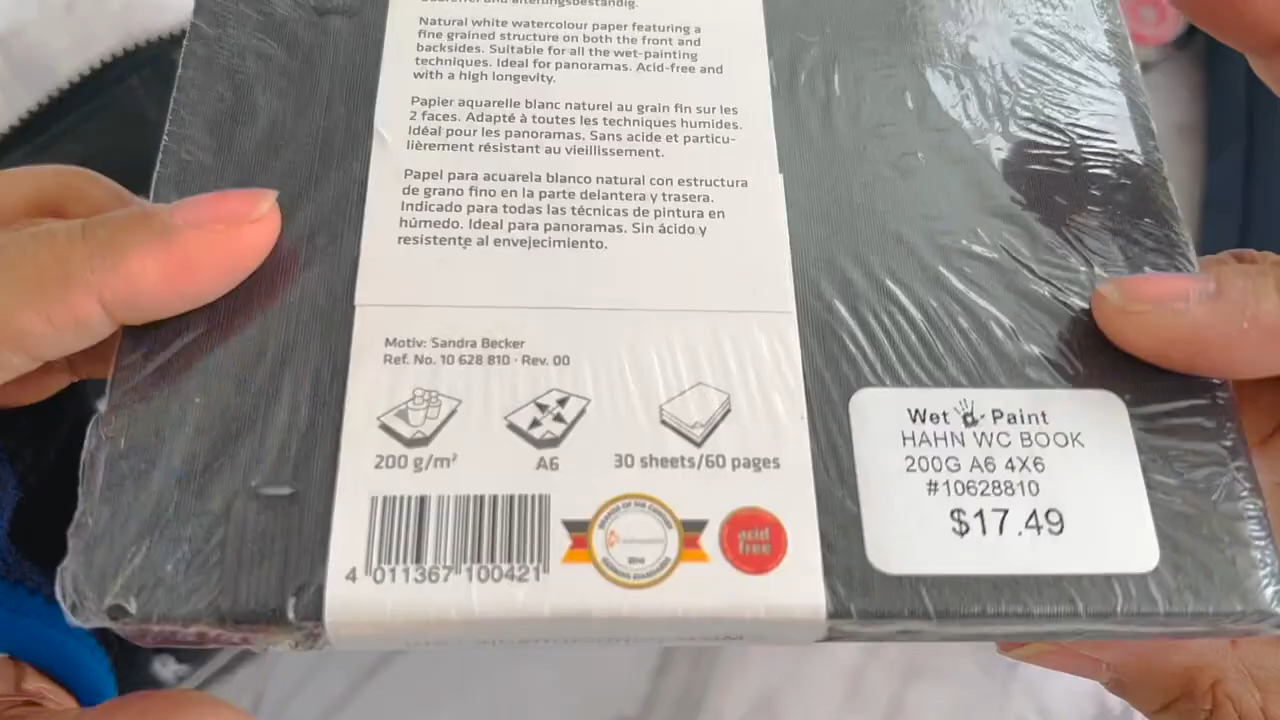 Natural white watercolour paper featuring a
fine grained structure on both the front and
backsides. Suitable for all the wet-painting
techniques. Ideal for panoramas. Acid-free and
with a high longevity.
Papier aquarelle blanc naturel au grain fin sur les
2 faces. Adapté à toutes les techniques humides.
Idéal pour les panoramas. Sans acide et particu-
lièrement résistant au vieillissement.
Papel para acuarela blanco natural con estructura
de grano fino en la parte delantera y trasera.
Indicado para todas las técnicas de pintura en
húmedo. Ideal para panoramas. Sin ácido y
resistente al envejecimiento.
Motiv: Sandra Becker
Ref. No. 10 628 810 · Rev. 00
200 g/m² A6 30 sheets/60 pages
4 011367 100421
acid
free
Wet Paint
HAHN WC BOOK
200G A6 4X6
#10628810
$17.49